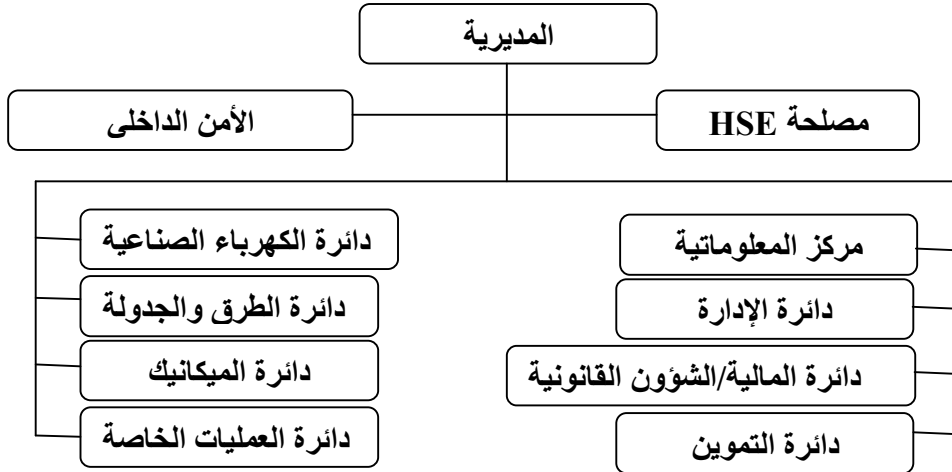 المديرية
مصلحة HSE
الأمن الداخلى
مركز المعلوماتية
دائرة الكهرباء الصناعية
دائرة الإدارة
دائرة الطرق والجدولة
دائرة المالية/الشؤون القانونية
دائرة الميكانيك
دائرة التموين
دائرة العمليات الخاصة